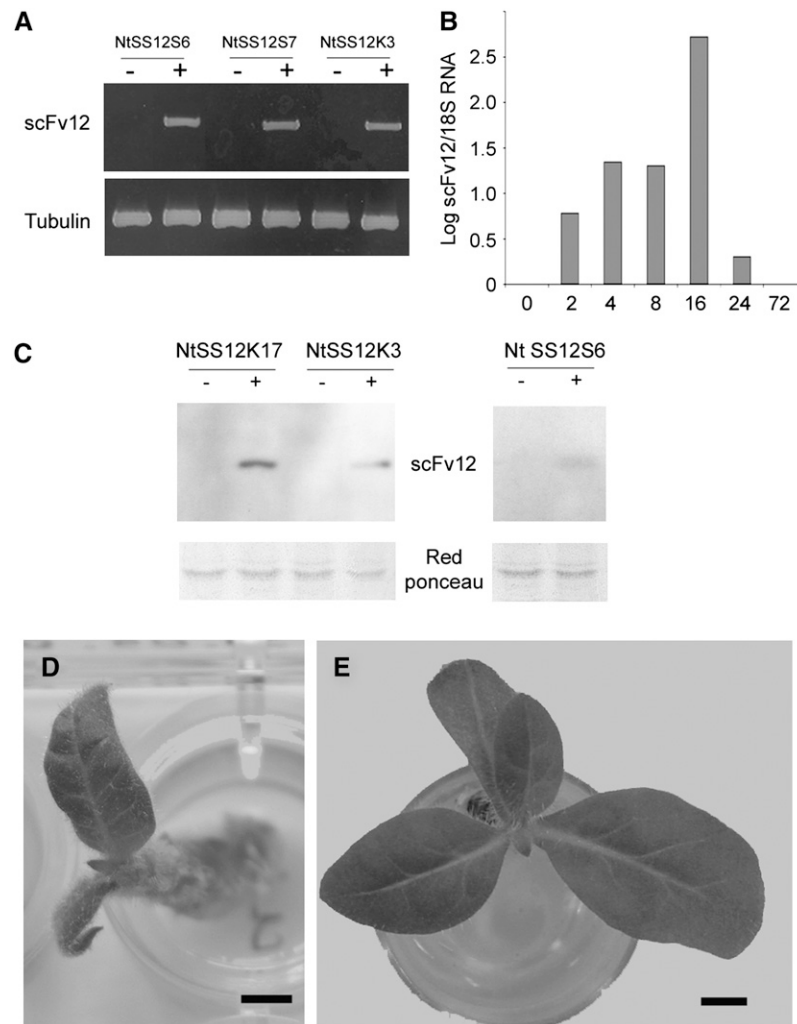 A
NtSS12S6 NtSS12S7 NtSS12K3
- + - + - +
scFv12
Tubulin
B
Log scFv12/18S RNA
2.5
2.0
1.5
1.0
0.5
0
0 2 4 8 16 24 72
C
NtSS12K17 NtSS12K3 Nt SS12S6
- + - + - +
scFv12
Red
ponceau
D
E